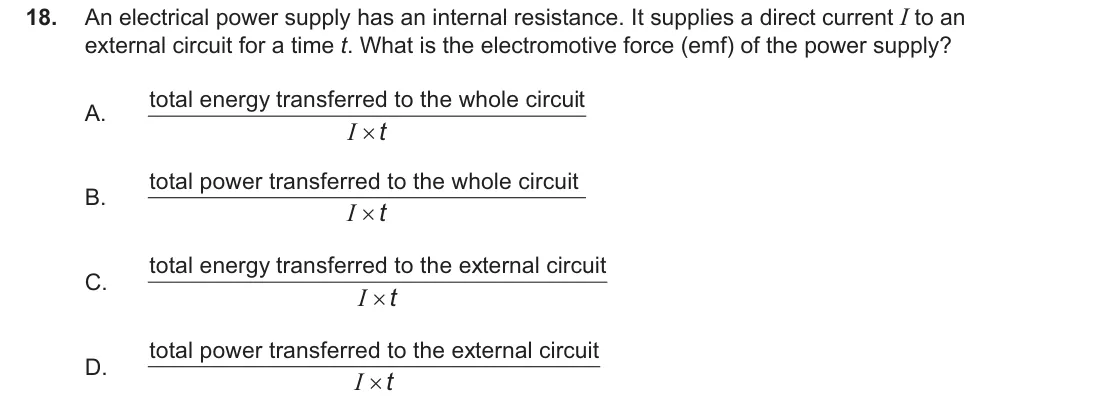 18. An electrical power supply has an internal resistance. It supplies a direct current I to an
external circuit for a time t. What is the electromotive force (emf) of the power supply?
A. total energy transferred to the whole circuit
I × t
B. total power transferred to the whole circuit
I × t
C. total energy transferred to the external circuit
I × t
D. total power transferred to the external circuit
I × t